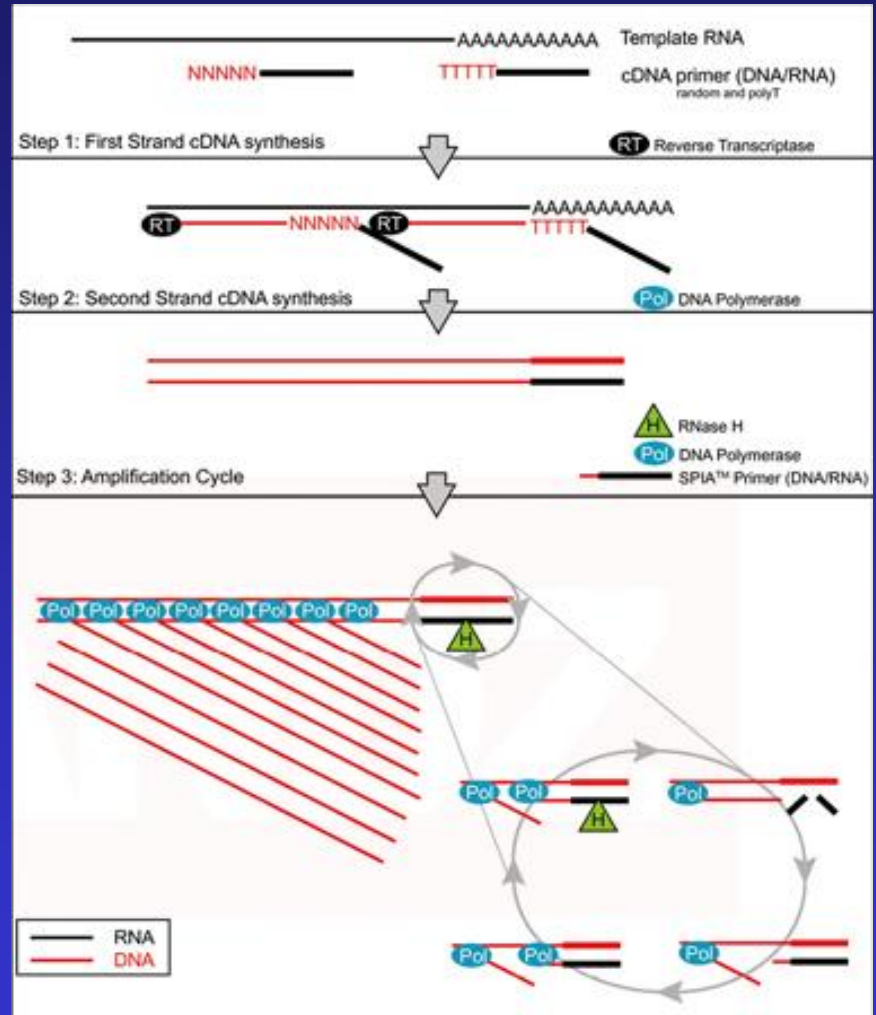 AAAAAAAAAAA Template RNA
NNNNN TTTTT cDNA primer (DNA/RNA)
random and polyT
Step 1: First Strand cDNA synthesis RT Reverse Transcriptase
AAAAAAAAAAA
RT NNNNN RT TTTTT
Step 2: Second Strand cDNA synthesis Pol DNA Polymerase
H RNase H
Pol DNA Polymerase
Step 3: Amplification Cycle SPIA™ Primer (DNA/RNA)
Pol Pol Pol Pol Pol Pol Pol Pol
H
Pol Pol Pol
H
RNA
DNA
Pol Pol Pol